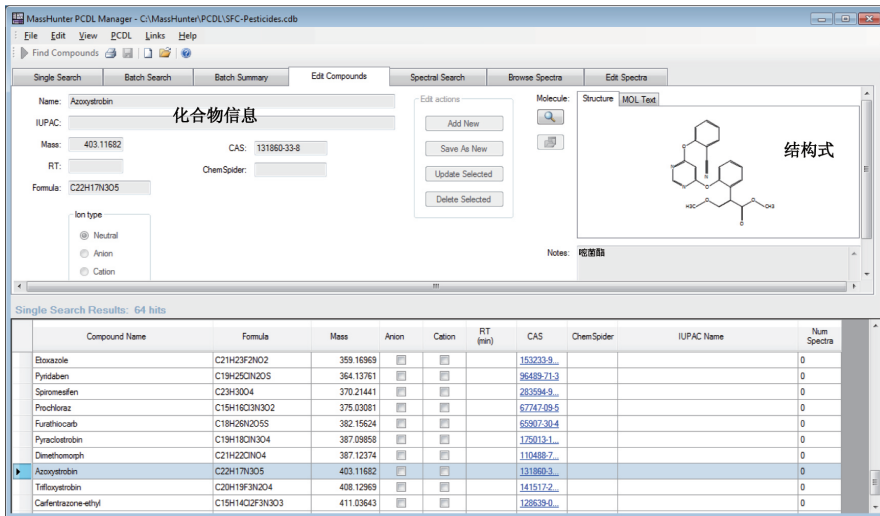 MassHunter PCDL Manager - C:\MassHunter\PCDL\SFC-Pesticides.cdb
File Edit View PCDL Links Help
Find Compounds
Single Search Batch Search Batch Summary Edit Compounds Spectral Search Browse Spectra Edit Spectra
Name: Azoxystrobin
化合物信息
IUPAC:
Mass: 403.11682 CAS: 131860-33-8
RT: ChemSpider:
Formula: C22H17N3O5
Ion type
Neutral
Anion
Cation
Edit actions
Add New
Save As New
Update Selected
Delete Selected
Molecule: Structure MOL Text
结构式
Notes: 嘧菌酯
Single Search Results: 64 hits
Compound Name Formula Mass Anion Cation RT (min) CAS ChemSpider IUPAC Name Num Spectra
Etoxazole C21H23F2NO2 359.16969 153233-9... 0
Pyridaben C19H25ClN2OS 364.13761 96489-71-3 0
Spiromesifen C23H30O4 370.21441 283594-9... 0
Prochloraz C15H16Cl3N3O2 375.03081 67747-09-5 0
Furathiocarb C18H26N2O5S 382.15624 65907-30-4 0
Pyraclostrobin C19H18ClN3O4 387.09858 175013-1... 0
Dimethomorph C21H22ClNO4 387.12374 110488-7... 0
Azoxystrobin C22H17N3O5 403.11682 131860-3... 0
Trifloxystrobin C20H19F3N2O4 408.12969 141517-2... 0
Carfentrazone-ethyl C15H14Cl2F3N3O3 411.03643 128639-0... 0